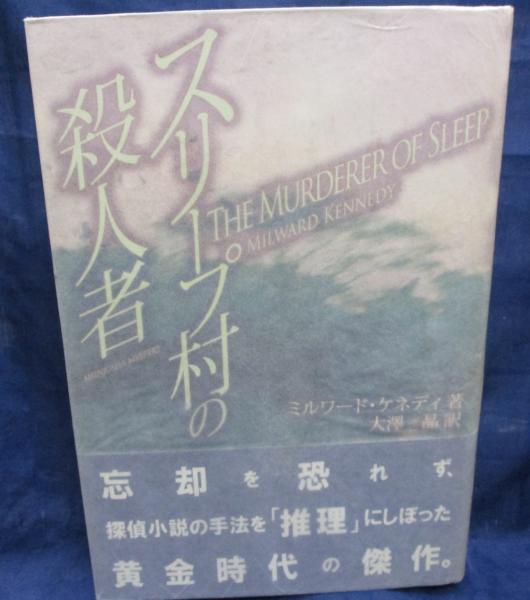 スリープ村の
殺人者
THE MURDERER OF SLEEP
MILWARD KENNEDY
SHINJUSHA MYSTERY
ミルワード・ケネディ 著
大澤 晶 訳
忘却を恐れず、
探偵小説の手法を「推理」にしぼった
黄金時代の傑作。